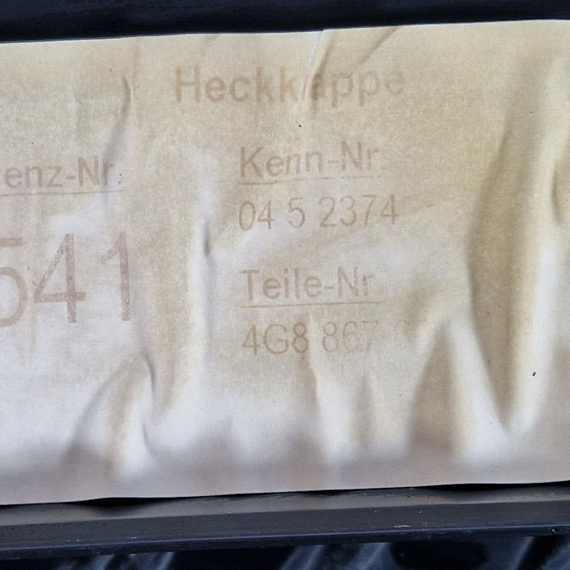 Heckklappe
enz-Nr.
Kenn-Nr
541
04 5 2374
Teile-Nr
4G8 867